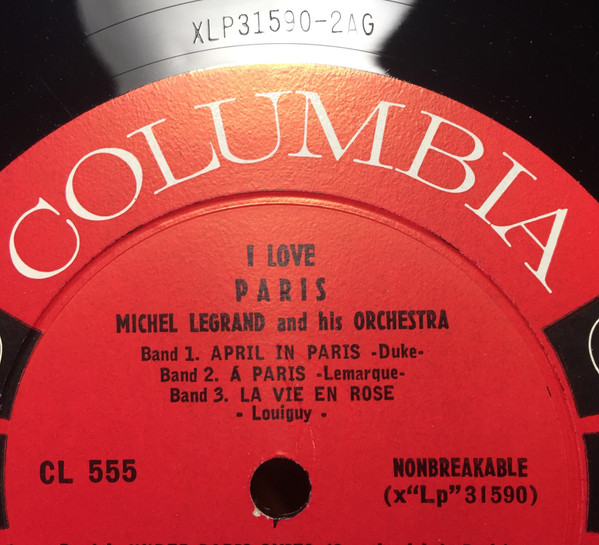 XLP31590-2AG
COLUMBIA
I LOVE
PARIS
MICHEL LEGRAND and his ORCHESTRA
Band 1. APRIL IN PARIS -Duke-
Band 2. Á PARIS -Lemarque-
Band 3. LA VIE EN ROSE
- Louiguy -
CL 555
NONBREAKABLE
(x"Lp"31590)